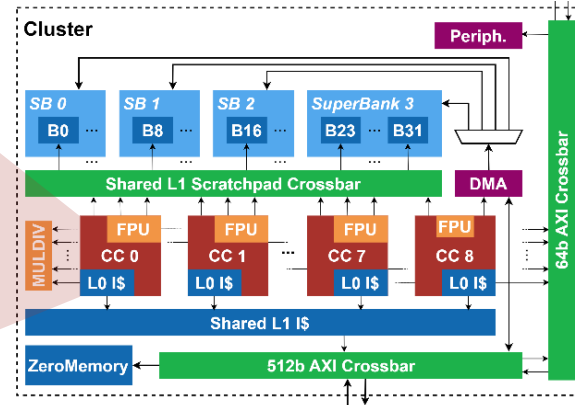 Cluster
Periph.
SB 0
SB 1
SB 2
SuperBank 3
B0
...
B8
...
B16
...
B23
...
B31
...
...
...
...
Shared L1 Scratchpad Crossbar
DMA
64b AXI Crossbar
MULDIV
FPU
CC 0
L0 I$
FPU
CC 1
L0 I$
...
FPU
CC 7
L0 I$
FPU
CC 8
L0 I$
Shared L1 I$
ZeroMemory
512b AXI Crossbar